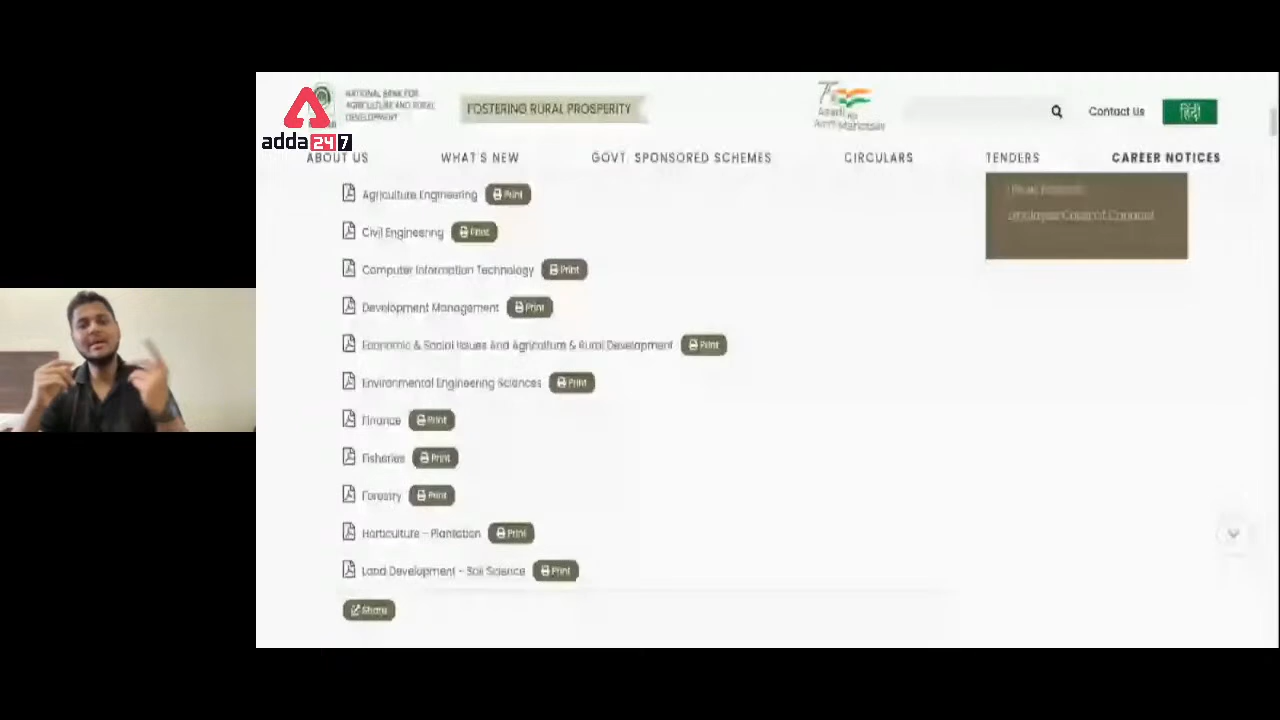 NATIONAL BANK FOR
AGRICULTURE AND RURAL
DEVELOPMENT
FOSTERING RURAL PROSPERITY
Azadi
Amrit Mahotsav
Contact Us
हिंदी
adda247
ABOUT US
WHAT'S NEW
GOVT. SPONSORED SCHEMES
CIRCULARS
TENDERS
CAREER NOTICES
Agriculture Engineering Print
Civil Engineering Print
Computer Information Technology Print
Development Management Print
Economic & Social Issues And Agriculture & Rural Development Print
Environmental Engineering Sciences Print
Finance Print
Fisheries Print
Forestry Print
Horticulture - Plantation Print
Land Development - Soil Science Print
Share